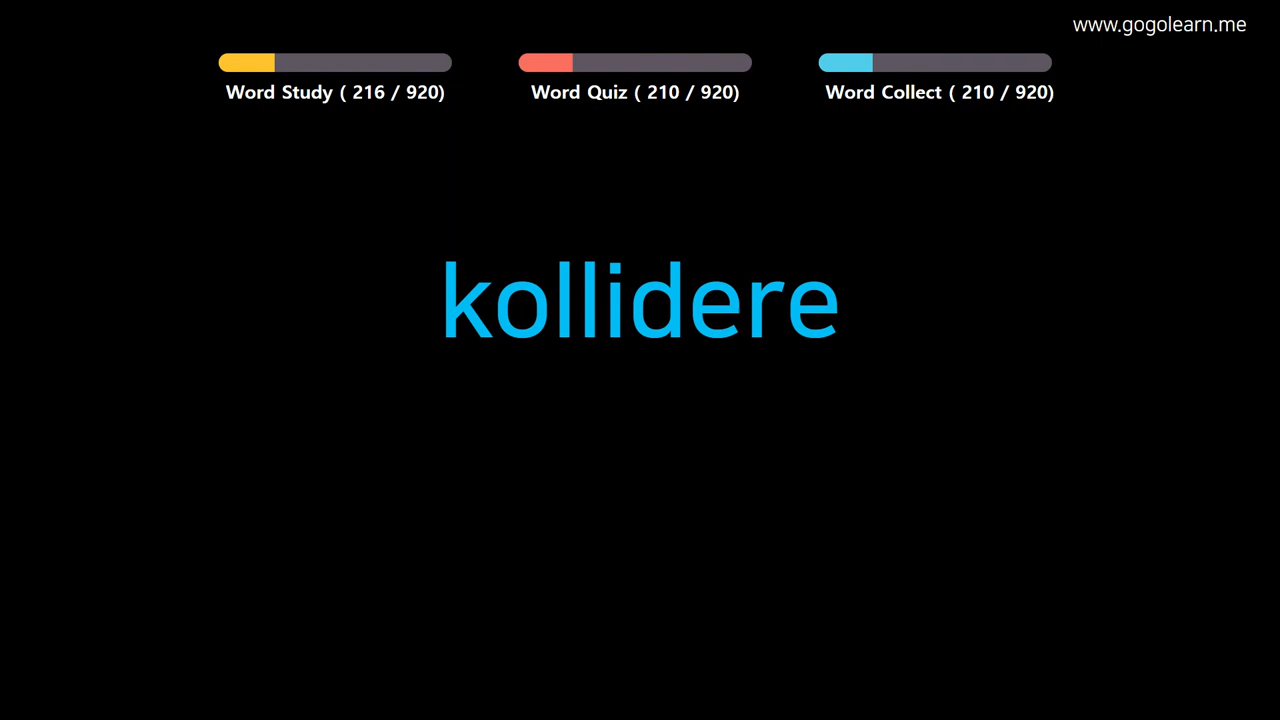 www.gogolearn.me
Word Study ( 216 / 920)
Word Quiz ( 210 / 920)
Word Collect ( 210 / 920)
kollidere